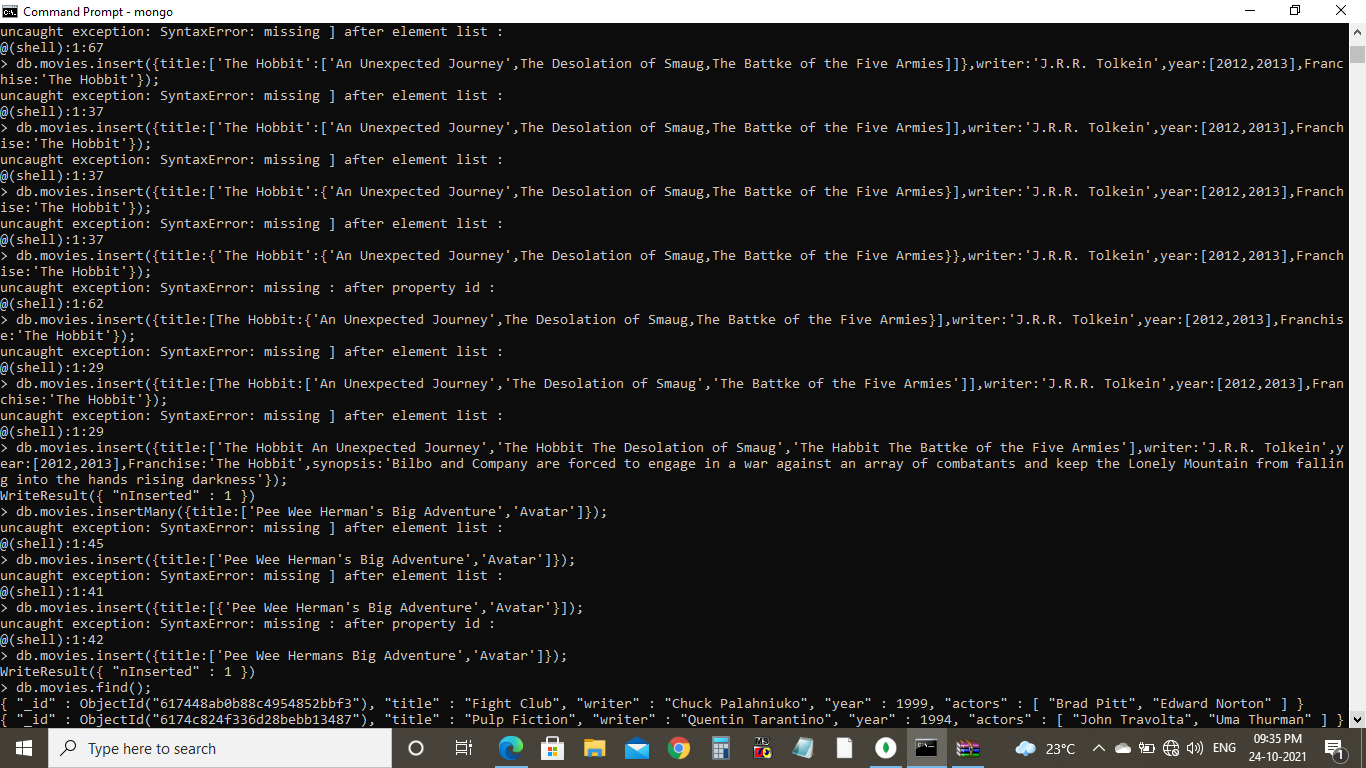 Command Prompt - mongo
uncaught exception: SyntaxError: missing ] after element list :
@(shell):1:67
> db.movies.insert({title:['The Hobbit':['An Unexpected Journey',The Desolation of Smaug,The Battke of the Five Armies]]},writer:'J.R.R. Tolkein',year:[2012,2013],Franc
hise:'The Hobbit'});
uncaught exception: SyntaxError: missing ] after element list :
@(shell):1:37
> db.movies.insert({title:['The Hobbit':['An Unexpected Journey',The Desolation of Smaug,The Battke of the Five Armies]],writer:'J.R.R. Tolkein',year:[2012,2013],Franch
ise:'The Hobbit'});
uncaught exception: SyntaxError: missing ] after element list :
@(shell):1:37
> db.movies.insert({title:['The Hobbit':{'An Unexpected Journey',The Desolation of Smaug,The Battke of the Five Armies}],writer:'J.R.R. Tolkein',year:[2012,2013],Franch
ise:'The Hobbit'});
uncaught exception: SyntaxError: missing ] after element list :
@(shell):1:37
> db.movies.insert({title:{'The Hobbit':{'An Unexpected Journey',The Desolation of Smaug,The Battke of the Five Armies}},writer:'J.R.R. Tolkein',year:[2012,2013],Franch
ise:'The Hobbit'});
uncaught exception: SyntaxError: missing : after property id :
@(shell):1:62
> db.movies.insert({title:[The Hobbit:{'An Unexpected Journey',The Desolation of Smaug,The Battke of the Five Armies}],writer:'J.R.R. Tolkein',year:[2012,2013],Franchis
e:'The Hobbit'});
uncaught exception: SyntaxError: missing ] after element list :
@(shell):1:29
> db.movies.insert({title:[The Hobbit:['An Unexpected Journey','The Desolation of Smaug','The Battke of the Five Armies']],writer:'J.R.R. Tolkein',year:[2012,2013],Fran
chise:'The Hobbit'});
uncaught exception: SyntaxError: missing ] after element list :
@(shell):1:29
> db.movies.insert({title:['The Hobbit An Unexpected Journey','The Hobbit The Desolation of Smaug','The Habbit The Battke of the Five Armies'],writer:'J.R.R. Tolkein',y
ear:[2012,2013],Franchise:'The Hobbit',synopsis:'Bilbo and Company are forced to engage in a war against an array of combatants and keep the Lonely Mountain from fallin
g into the hands rising darkness'});
WriteResult({ "nInserted" : 1 })
> db.movies.insertMany({title:['Pee Wee Herman's Big Adventure','Avatar']});
uncaught exception: SyntaxError: missing ] after element list :
@(shell):1:45
> db.movies.insert({title:['Pee Wee Herman's Big Adventure','Avatar']});
uncaught exception: SyntaxError: missing ] after element list :
@(shell):1:41
> db.movies.insert({title:[{'Pee Wee Herman's Big Adventure','Avatar'}]);
uncaught exception: SyntaxError: missing : after property id :
@(shell):1:42
> db.movies.insert({title:['Pee Wee Hermans Big Adventure','Avatar']});
WriteResult({ "nInserted" : 1 })
> db.movies.find();
{ "_id" : ObjectId("617448ab0b88c4954852bbf3"), "title" : "Fight Club", "writer" : "Chuck Palahniuko", "year" : 1999, "actors" : [ "Brad Pitt", "Edward Norton" ] }
{ "_id" : ObjectId("6174c824f336d28bebb13487"), "title" : "Pulp Fiction", "writer" : "Quentin Tarantino", "year" : 1994, "actors" : [ "John Travolta", "Uma Thurman" ] }
Type here to search
23°C
ENG
09:35 PM
24-10-2021
1